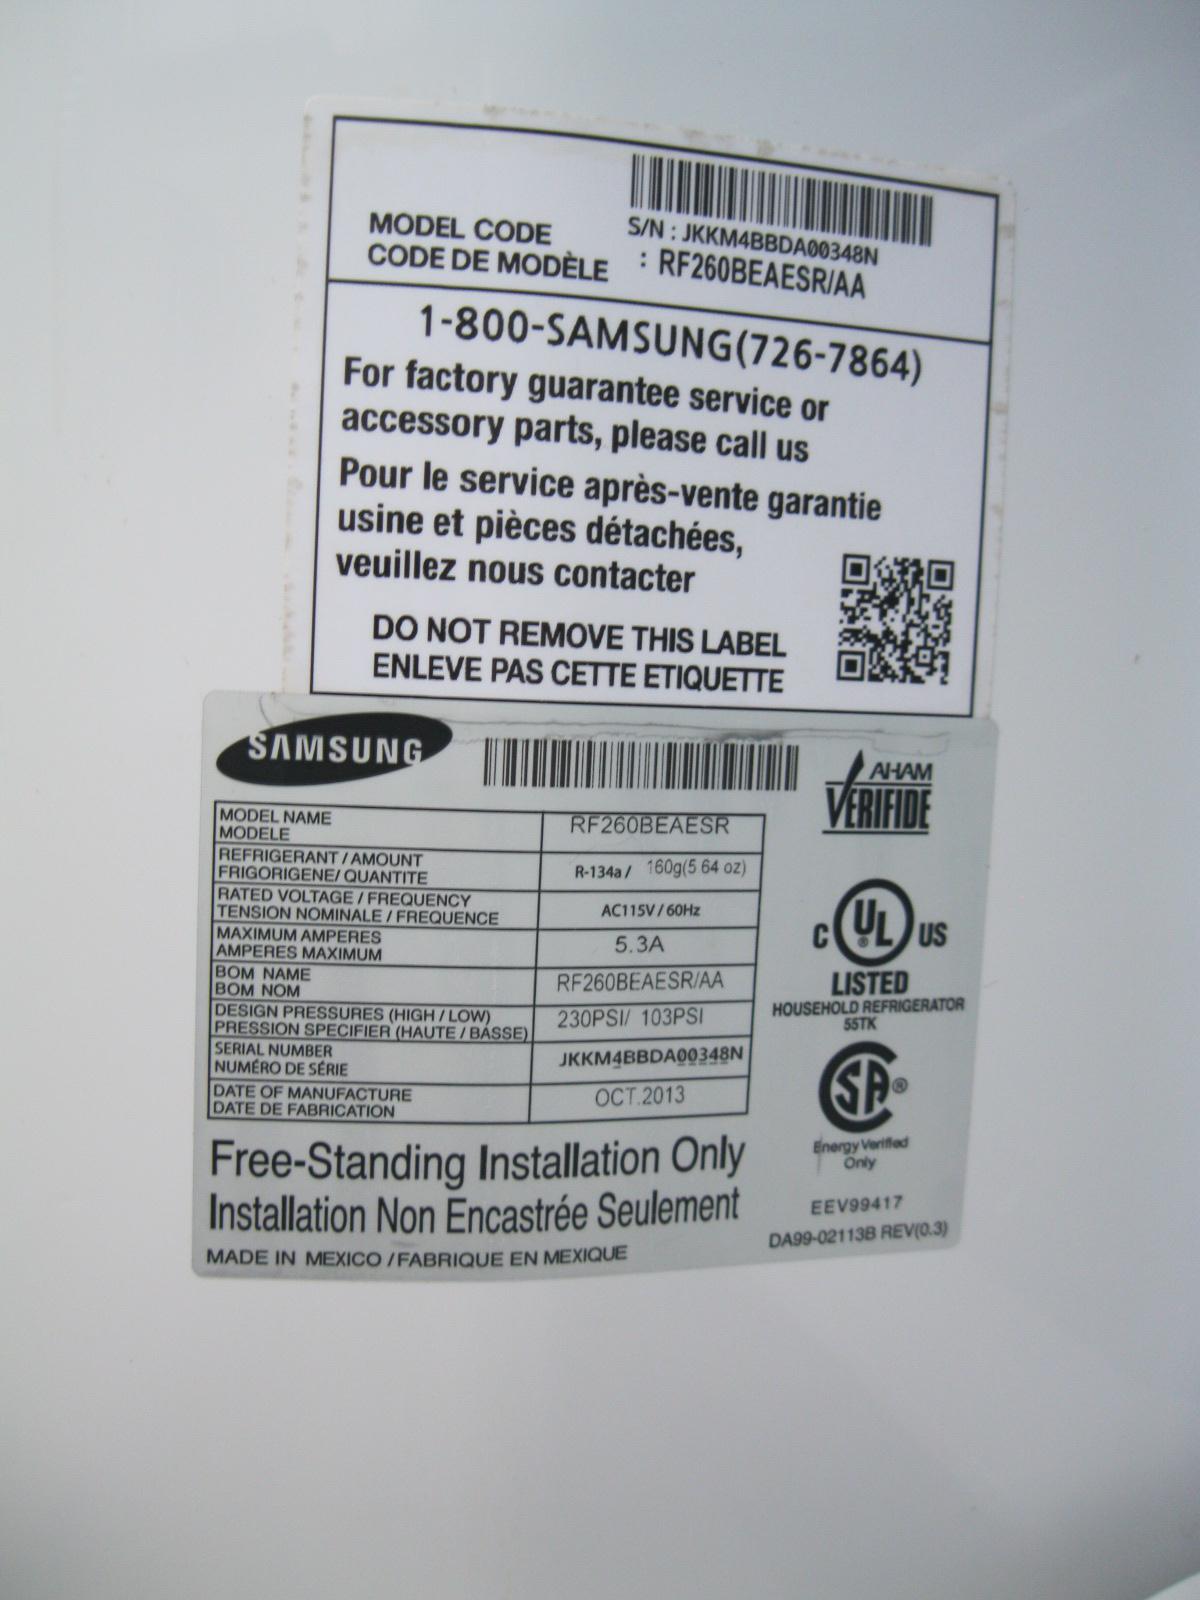 S/N : JKKM4BBDA00348N
MODEL CODE
CODE DE MODÈLE : RF260BEAESR/AA
1-800-SAMSUNG(726-7864)
For factory guarantee service or
accessory parts, please call us
Pour le service après-vente garantie
usine et pièces détachées,
veuillez nous contacter
DO NOT REMOVE THIS LABEL
ENLEVE PAS CETTE ETIQUETTE
SAMSUNG
MODEL NAME
MODELE
RF260BEAESR
REFRIGERANT / AMOUNT
FRIGORIGENE/ QUANTITE
R-134a / 160g(5.64 oz)
RATED VOLTAGE / FREQUENCY
TENSION NOMINALE / FREQUENCE
AC115V / 60Hz
MAXIMUM AMPERES
AMPERES MAXIMUM
5.3A
BOM NAME
BOM NOM
RF260BEAESR/AA
DESIGN PRESSURES (HIGH / LOW)
PRESSION SPECIFIER (HAUTE / BASSE)
230PSI/ 103PSI
SERIAL NUMBER
NUMÉRO DE SÉRIE
JKKM4BBDA00348N
DATE OF MANUFACTURE
DATE DE FABRICATION
OCT.2013
Free-Standing Installation Only
Installation Non Encastrée Seulement
MADE IN MEXICO / FABRIQUE EN MEXIQUE
AHAM
VERIFIDE
C UL ® US
LISTED
HOUSEHOLD REFRIGERATOR
55TK
SA ®
Energy Verified
Only
EEV99417
DA99-02113B REV(0.3)